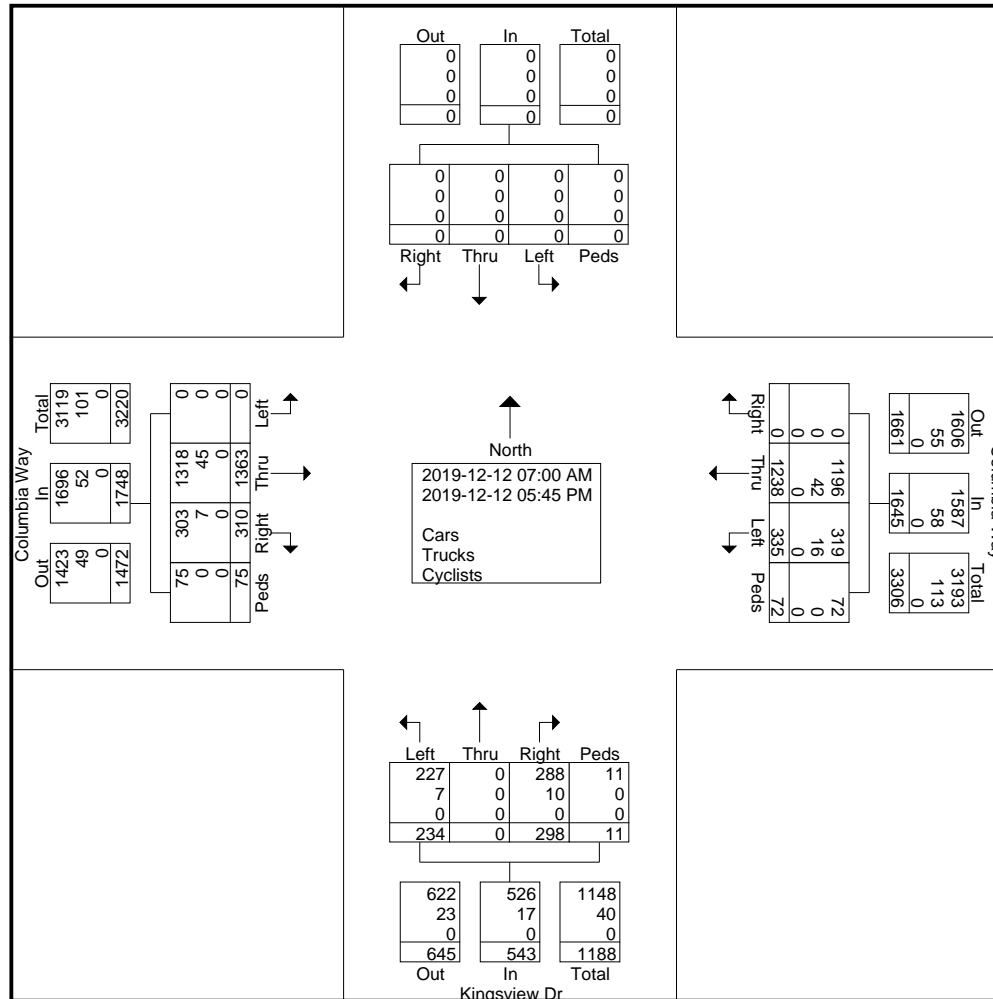 Out In Total
0 0 0
0 0 0
0 0 0
0 0 0
0 0 0 0
0 0 0 0
0 0 0 0
0 0 0 0
Right Thru Left Peds
Columbia Way
Total In Out
3119 1696 1423
101 52 49
0 0 0
3220 1748 1472
0 1318 303 75
0 45 7 0
0 0 0 0
0 1363 310 75
Left Thru Right Peds
North
2019-12-12 07:00 AM
2019-12-12 05:45 PM
Cars
Trucks
Cyclists
Right Thru Left Peds
0 1196 319 72
0 42 16 0
0 0 0 0
0 1238 335 72
Out In Total
1606 1587 3193
55 58 113
0 0 0
1661 1645 3306
Left Thru Right Peds
227 0 288 11
7 0 10 0
0 0 0 0
234 0 298 11
622 526 1148
23 17 40
0 0 0
645 543 1188
Out In Total
Kingsview Dr